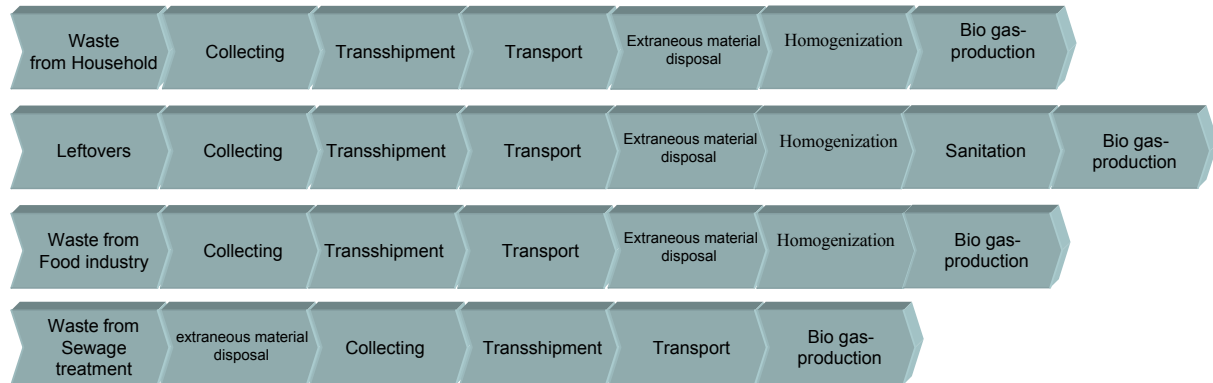 Waste
from Household
Collecting
Transshipment
Transport
Extraneous material
disposal
Homogenization
Bio gas-
production
Leftovers
Collecting
Transshipment
Transport
Extraneous material
disposal
Homogenization
Sanitation
Bio gas-
production
Waste from
Food industry
Collecting
Transshipment
Transport
Extraneous material
disposal
Homogenization
Bio gas-
production
Waste from
Sewage
treatment
extraneous material
disposal
Collecting
Transshipment
Transport
Bio gas-
production